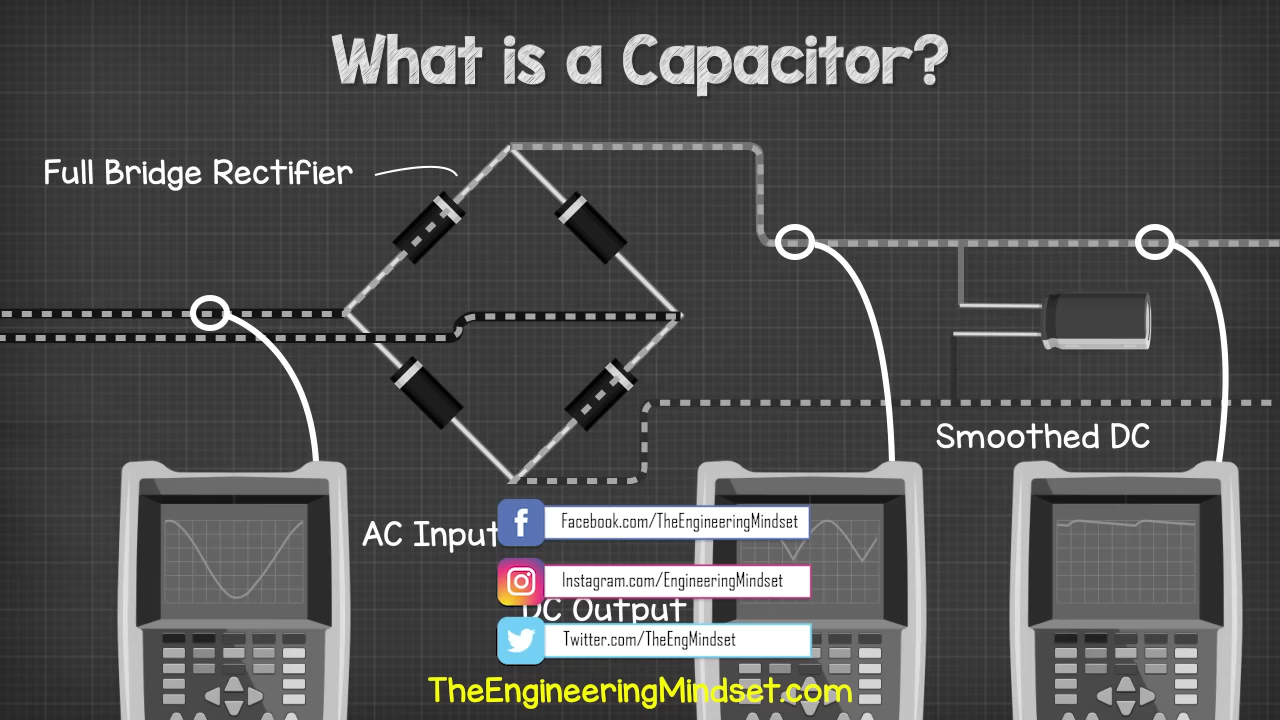 What is a Capacitor?
Full Bridge Rectifier
Smoothed DC
AC Input
f Facebook.com/TheEngineeringMindset
Instagram.com/EngineeringMindset
DC Output
Twitter.com/TheEngMindset
TheEngineeringMindset.com